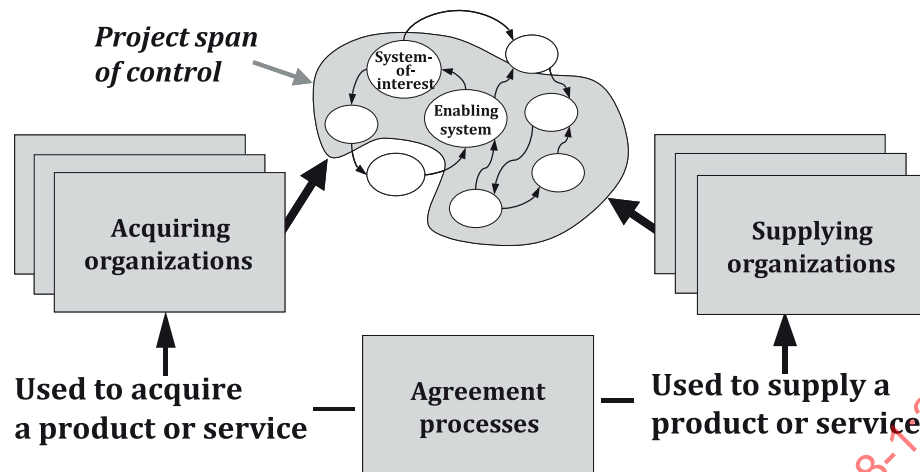 Project span
of control
System-
of-
interest
Enabling
system
Acquiring
organizations
Supplying
organizations
Used to acquire
a product or service
Agreement
processes
Used to supply a
product or service